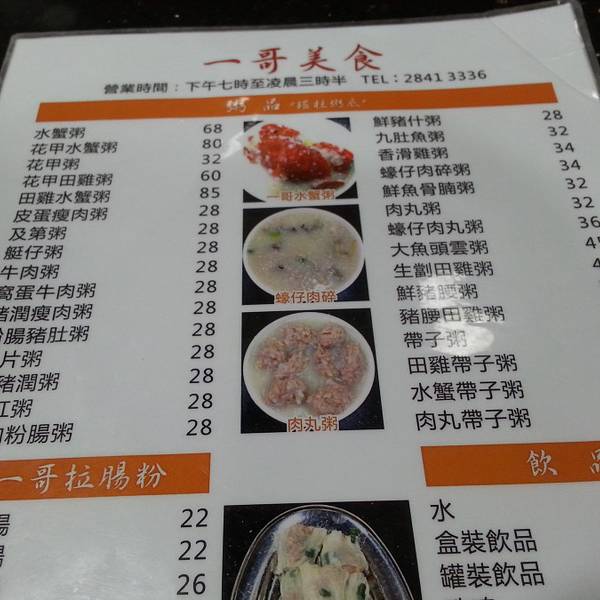 一哥美食
營業時間：下午七時至凌晨三時半 TEL：2841 3336
粥品
水蟹粥 68
花甲水蟹粥 80
花甲粥 32
花甲田雞粥 60
田雞水蟹粥 85
皮蛋瘦肉粥 28
及第粥 28
艇仔粥 28
牛肉粥 28
窩蛋牛肉粥 28
豬潤瘦肉粥 28
粉腸豬肚粥 28
片粥 28
豬潤粥 28
紅粥 28
肉粉腸粥 28
一哥水蟹粥
蠔仔肉碎
肉丸粥
鮮豬什粥 28
九肚魚粥 32
香滑雞粥 34
蠔仔肉碎粥 34
鮮魚骨腩粥 32
肉丸粥 32
蠔仔肉丸粥 36
大魚頭雲粥
生劏田雞粥
鮮豬腰粥
豬腰田雞粥
帶子粥
田雞帶子粥
水蟹帶子粥
肉丸帶子粥
一哥拉腸粉
腸 22
腸 22
26
飲品
水
盒裝飲品
罐裝飲品